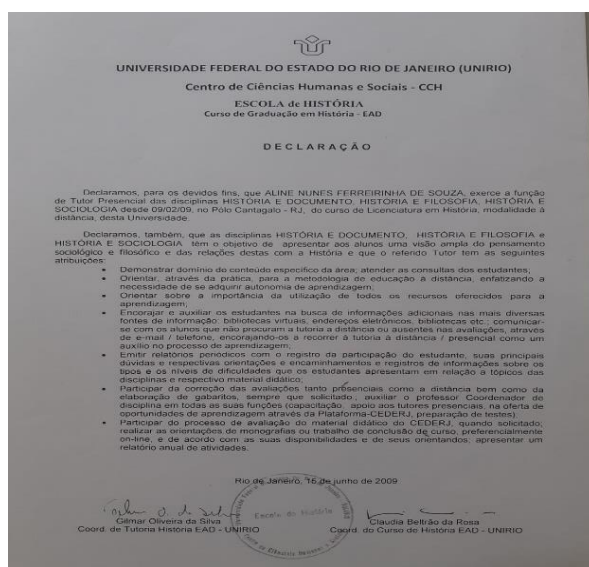 UNIVERSIDADE FEDERAL DO ESTADO DO RIO DE JANEIRO (UNIRIO)
Centro de Ciências Humanas e Sociais - CCH
ESCOLA de HISTÓRIA
Curso de Graduação em História - EAD
DECLARAÇÃO
Declaramos, para os devidos fins, que ALINE NUNES FERREIRINHA DE SOUZA, exerce a função
de Tutor Presencial das disciplinas HISTÓRIA E DOCUMENTO, HISTÓRIA E FILOSOFIA, HISTÓRIA E
SOCIOLOGIA desde 09/02/09, no Pólo Cantagalo - RJ, do curso de Licenciatura em História, modalidade à
distância, desta Universidade.
Declaramos, também, que as disciplinas HISTÓRIA E DOCUMENTO, HISTÓRIA E FILOSOFIA e
HISTÓRIA E SOCIOLOGIA têm o objetivo de apresentar aos alunos uma visão ampla do pensamento
sociológico e filosófico e das relações destas com a História e que o referido Tutor tem as seguintes
atribuições:
• Demonstrar domínio do conteúdo específico da área; atender as consultas dos estudantes;
• Orientar, através da prática, para a metodologia de educação à distância, enfatizando a
necessidade de se adquirir autonomia de aprendizagem;
• Orientar sobre a importância da utilização de todos os recursos oferecidos para a
aprendizagem;
• Encorajar e auxiliar os estudantes na busca de informações adicionais nas mais diversas
fontes de informação: bibliotecas virtuais, endereços eletrônicos, bibliotecas etc.; comunicar-
se com os alunos que não procuram a tutoria a distância ou ausentes nas avaliações, através
de e-mail / telefone, encorajando-os a recorrer à tutoria à distância / presencial como um
auxílio no processo de aprendizagem;
• Emitir relatórios periódicos com o registro da participação do estudante, suas principais
dúvidas e respectivas orientações e encaminhamentos e registros de informações sobre os
tipos e os níveis de dificuldades que os estudantes apresentam em relação a tópicos das
disciplinas e respectivo material didático;
• Participar da correção das avaliações tanto presenciais como a distância bem como da
elaboração de gabaritos, sempre que solicitado; auxiliar o professor Coordenador de
disciplina em todas as suas funções (capacitação, apoio aos tutores presenciais, na oferta de
oportunidades de aprendizagem através da Plataforma-CEDERJ, preparação de testes).
• Participar do processo de avaliação do material didático do CEDERJ, quando solicitado;
realizar as orientações de monografias ou trabalho de conclusão de curso, preferencialmente
on-line, e de acordo com as suas disponibilidades e de seus orientandos; apresentar um
relatório anual de atividades.
Rio de Janeiro, 16 de junho de 2009
Escola de História
Gilmar Oliveira da Silva
Coord. de Tutoria História EAD - UNIRIO
Claudia Beltrão da Rosa
Coord. do Curso de História EAD - UNIRIO